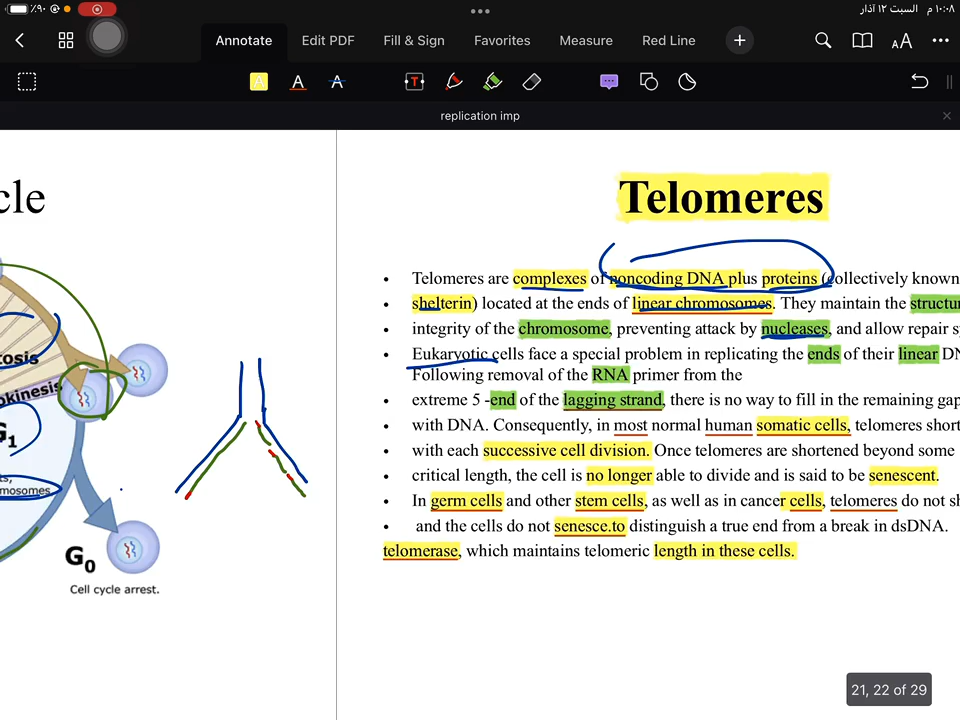 ٪٩٠
١٠:٠٨ م السبت ١٢ آذار
Annotate Edit PDF Fill & Sign Favorites Measure Red Line
AA
A A A T
replication imp
cle
tosis
okinesis
G1
ts,
mosomes
G0
Cell cycle arrest.
Telomeres
• Telomeres are complexes of noncoding DNA plus proteins (collectively known
• shelterin) located at the ends of linear chromosomes. They maintain the structur
• integrity of the chromosome, preventing attack by nucleases, and allow repair s
• Eukaryotic cells face a special problem in replicating the ends of their linear DN
Following removal of the RNA primer from the
• extreme 5 -end of the lagging strand, there is no way to fill in the remaining gap
• with DNA. Consequently, in most normal human somatic cells, telomeres short
• with each successive cell division. Once telomeres are shortened beyond some
• critical length, the cell is no longer able to divide and is said to be senescent.
• In germ cells and other stem cells, as well as in cancer cells, telomeres do not sh
• and the cells do not senesce.to distinguish a true end from a break in dsDNA.
telomerase, which maintains telomeric length in these cells.
21, 22 of 29